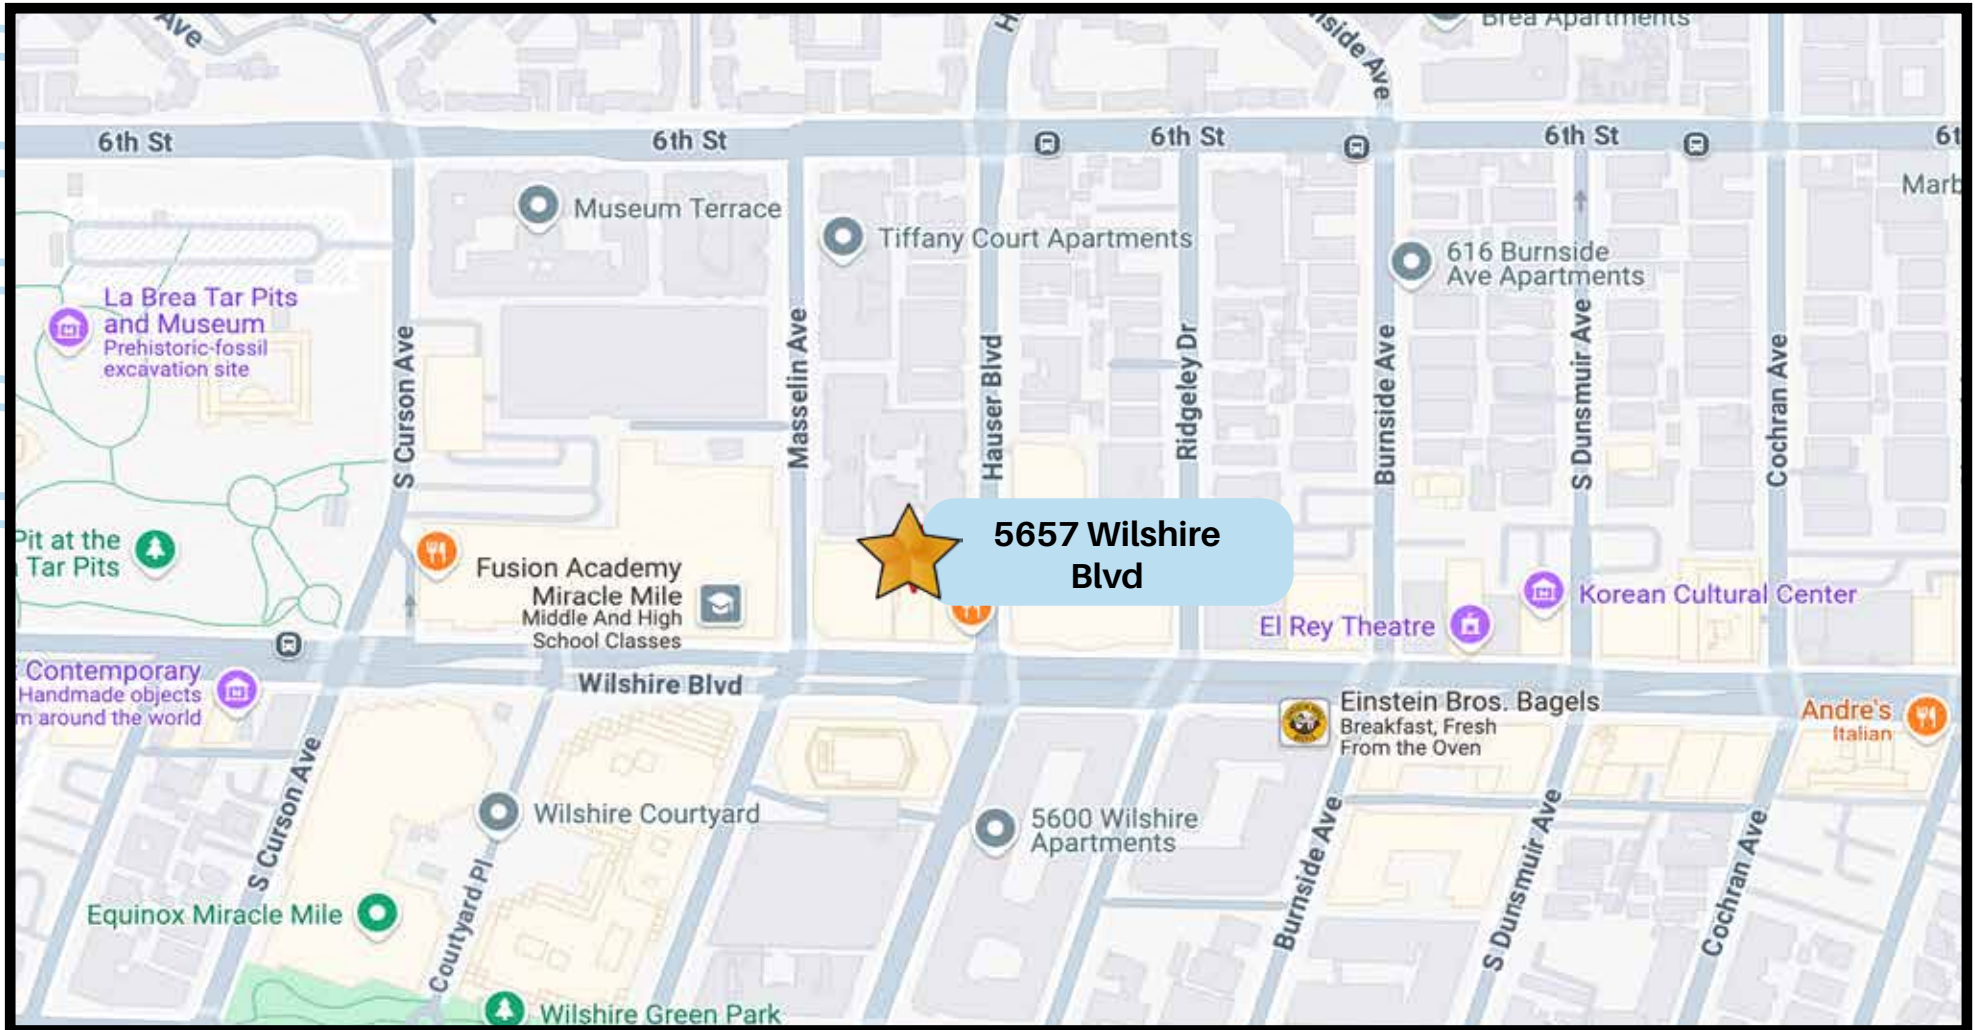 Ave
H
nside Ave
Brea Apartments
6th St
6th St
6th St
6th St
6t
Museum Terrace
Tiffany Court Apartments
616 Burnside
Ave Apartments
Marb
La Brea Tar Pits
and Museum
Prehistoric-fossil
excavation site
S Curson Ave
Masselin Ave
Hauser Blvd
Ridgeley Dr
Burnside Ave
S Dunsmuir Ave
Cochran Ave
5657 Wilshire
Blvd
Pit at the
Tar Pits
Fusion Academy
Miracle Mile
Middle And High
School Classes
Korean Cultural Center
El Rey Theatre
Contemporary
Handmade objects
m around the world
Wilshire Blvd
Einstein Bros. Bagels
Breakfast, Fresh
From the Oven
Andre's
Italian
S Curson Ave
Wilshire Courtyard
5600 Wilshire
Apartments
Courtyard Pl
Burnside Ave
S Dunsmuir Ave
Cochran Ave
Equinox Miracle Mile
Wilshire Green Park